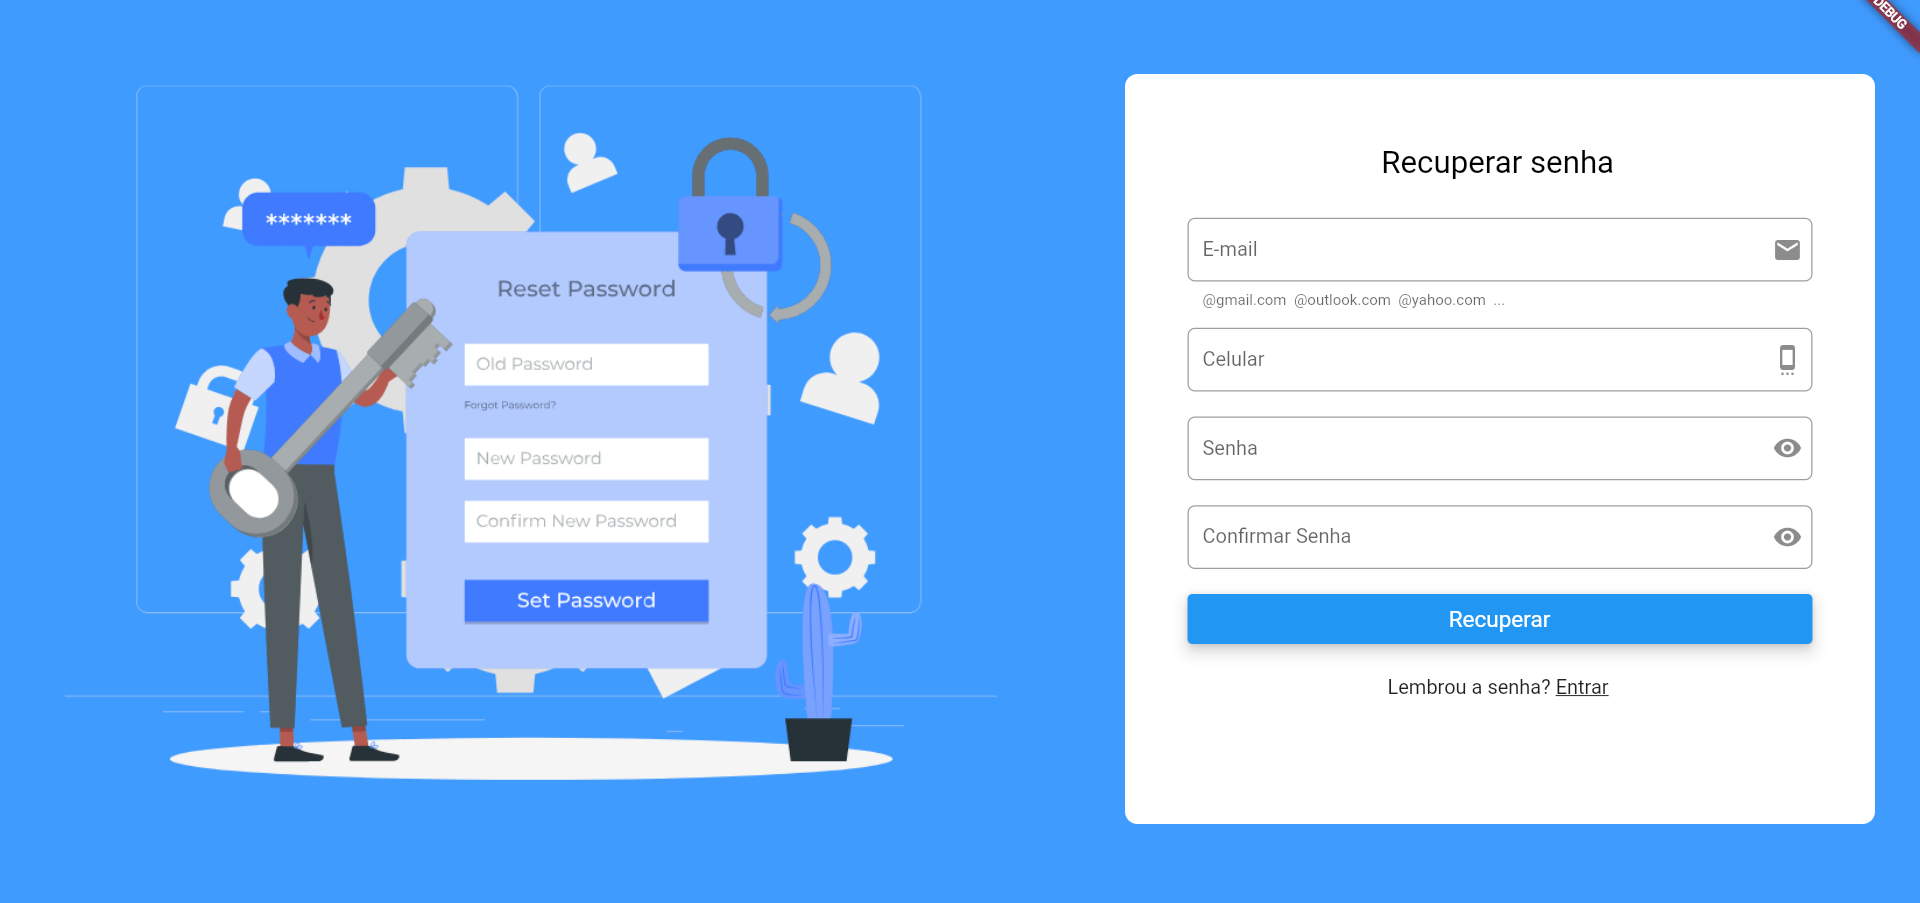 DEBUG
*******
Reset Password
Old Password
Forgot Password?
New Password
Confirm New Password
Set Password
Recuperar senha
E-mail
@gmail.com @outlook.com @yahoo.com ...
Celular
Senha
Confirmar Senha
Recuperar
Lembrou a senha? Entrar